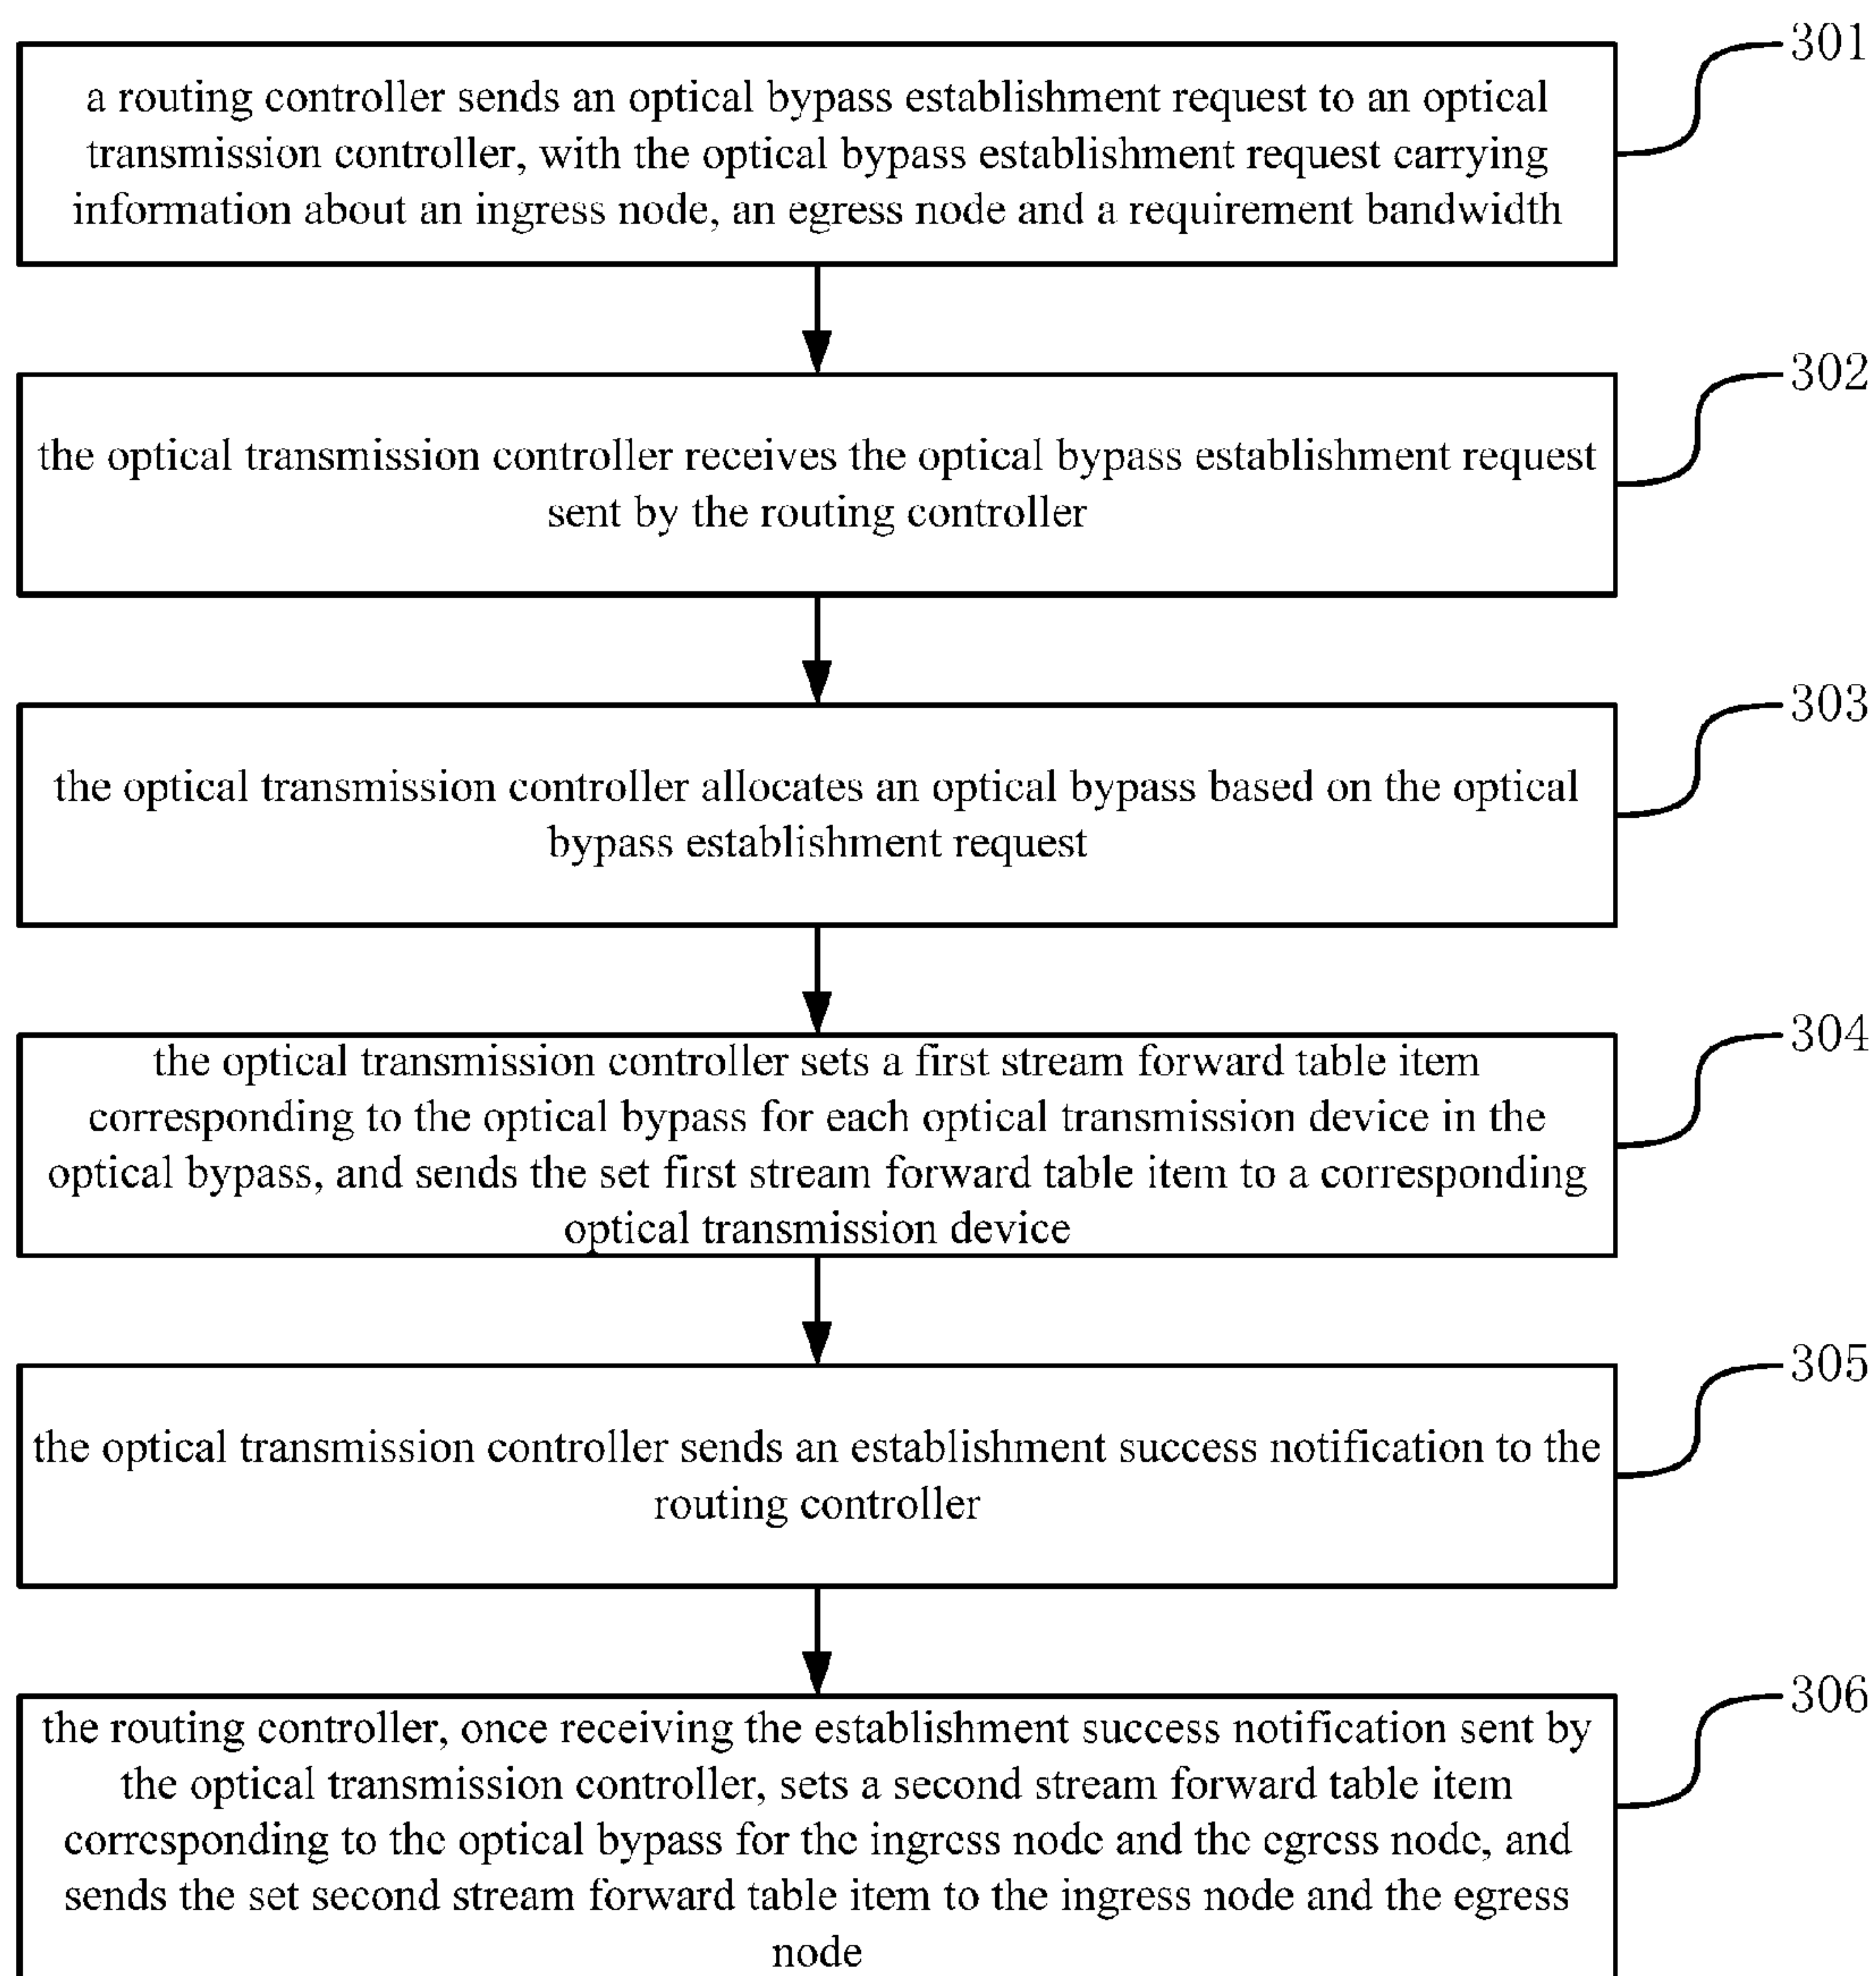 301
a routing controller sends an optical bypass establishment request to an optical
transmission controller, with the optical bypass establishment request carrying
information about an ingress node, an egress node and a requirement bandwidth
302
the optical transmission controller receives the optical bypass establishment request
sent by the routing controller
303
the optical transmission controller allocates an optical bypass based on the optical
bypass establishment request
304
the optical transmission controller sets a first stream forward table item
corresponding to the optical bypass for each optical transmission device in the
optical bypass, and sends the set first stream forward table item to a corresponding
optical transmission device
305
the optical transmission controller sends an establishment success notification to the
routing controller
306
the routing controller, once receiving the establishment success notification sent by
the optical transmission controller, sets a second stream forward table item
corresponding to the optical bypass for the ingress node and the egress node, and
sends the set second stream forward table item to the ingress node and the egress
node